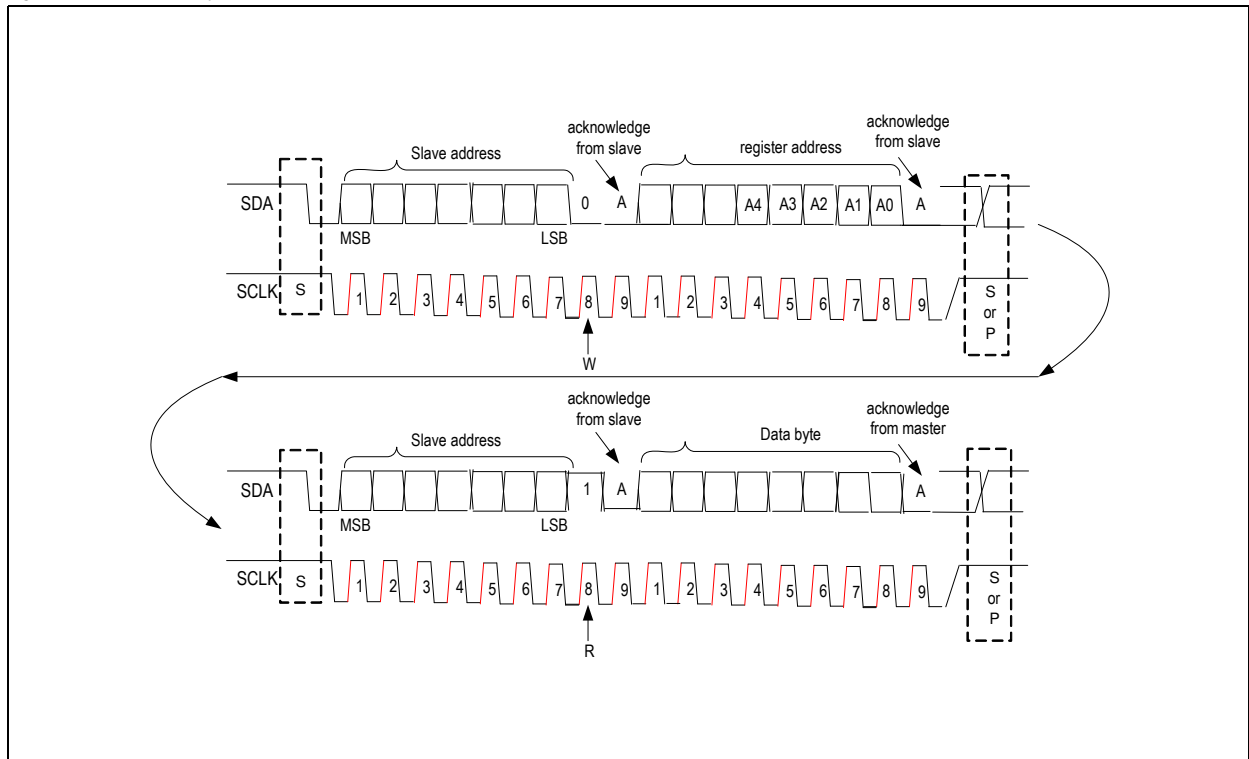 acknowledge
from slave
acknowledge
from slave
Slave address
register address
SDA
0
A
A4
A3
A2
A1
A0
A
MSB
LSB
SCLK
S
1
2
3
4
5
6
7
8
9
1
2
3
4
5
6
7
8
9
S
or
P
W
acknowledge
from slave
acknowledge
from master
Slave address
Data byte
SDA
1
A
A
MSB
LSB
SCLK
S
1
2
3
4
5
6
7
8
9
1
2
3
4
5
6
7
8
9
S
or
P
R